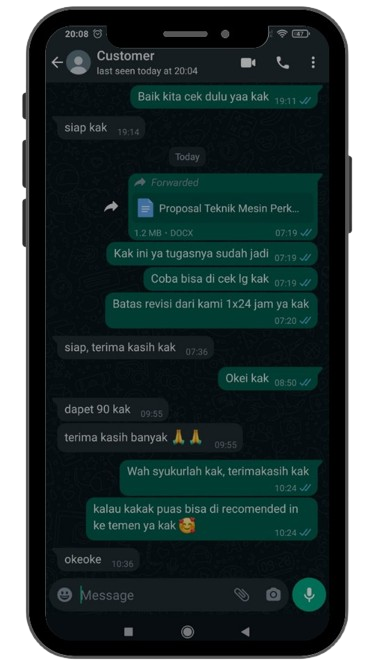 20:08
47
Customer
last seen today at 20:04
Baik kita cek dulu yaa kak 19:11
siap kak 19:14
Today
Forwarded
Proposal Teknik Mesin Perk...
1.2 MB • DOCX 07:19
Kak ini ya tugasnya sudah jadi 07:19
Coba bisa di cek lg kak 07:19
Batas revisi dari kami 1x24 jam ya kak
07:20
siap, terima kasih kak 07:36
Okei kak 08:50
dapet 90 kak 09:55
terima kasih banyak 🙏 🙏 09:55
Wah syukurlah kak, terimakasih kak
10:24
kalau kakak puas bisa di recomended in
ke temen ya kak 🥰
10:24
okeoke 10:36
Message